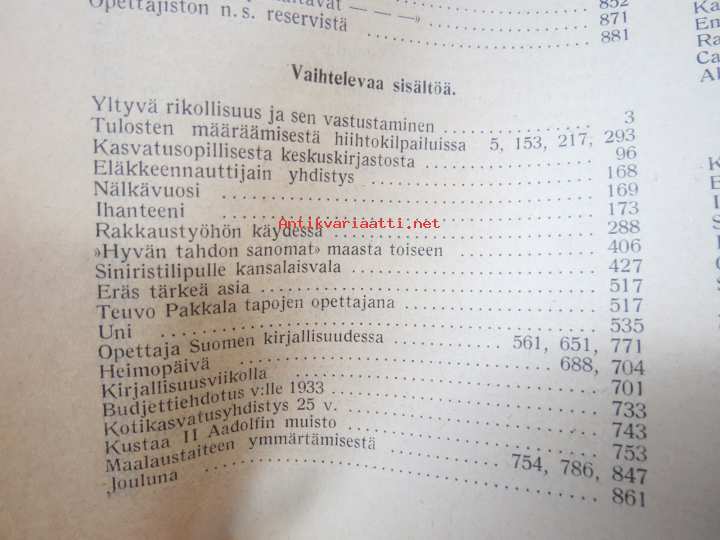 852
Opettajiston n. s. reservistä 871
881
Vaihtelevaa sisältöä.
Yltyvä rikollisuus ja sen vastustaminen 3
Tulosten määräämisestä hiihtokilpailuissa 5, 153, 217, 293
Kasvatusopillisesta keskuskirjastosta 96
Eläkkeennauttijain yhdistys 168
Nälkävuosi 169
Ihanteeni 173
Antikvariaatti.net
Rakkaustyöhön käydessä 288
»Hyvän tahdon sanomat» maasta toiseen 406
Siniristilipulle kansalaisvala 427
Eräs tärkeä asia 517
Teuvo Pakkala tapojen opettajana 517
Uni 535
Opettaja Suomen kirjallisuudessa 561, 651, 771
Heimopäivä 688, 704
Kirjallisuusviikolla 701
Budjettiehdotus v:lle 1933 733
Kotikasvatusyhdistys 25 v. 743
Kustaa II Aadolfin muisto 753
Maalaustaiteen ymmärtämisestä 754, 786, 847
Jouluna 861